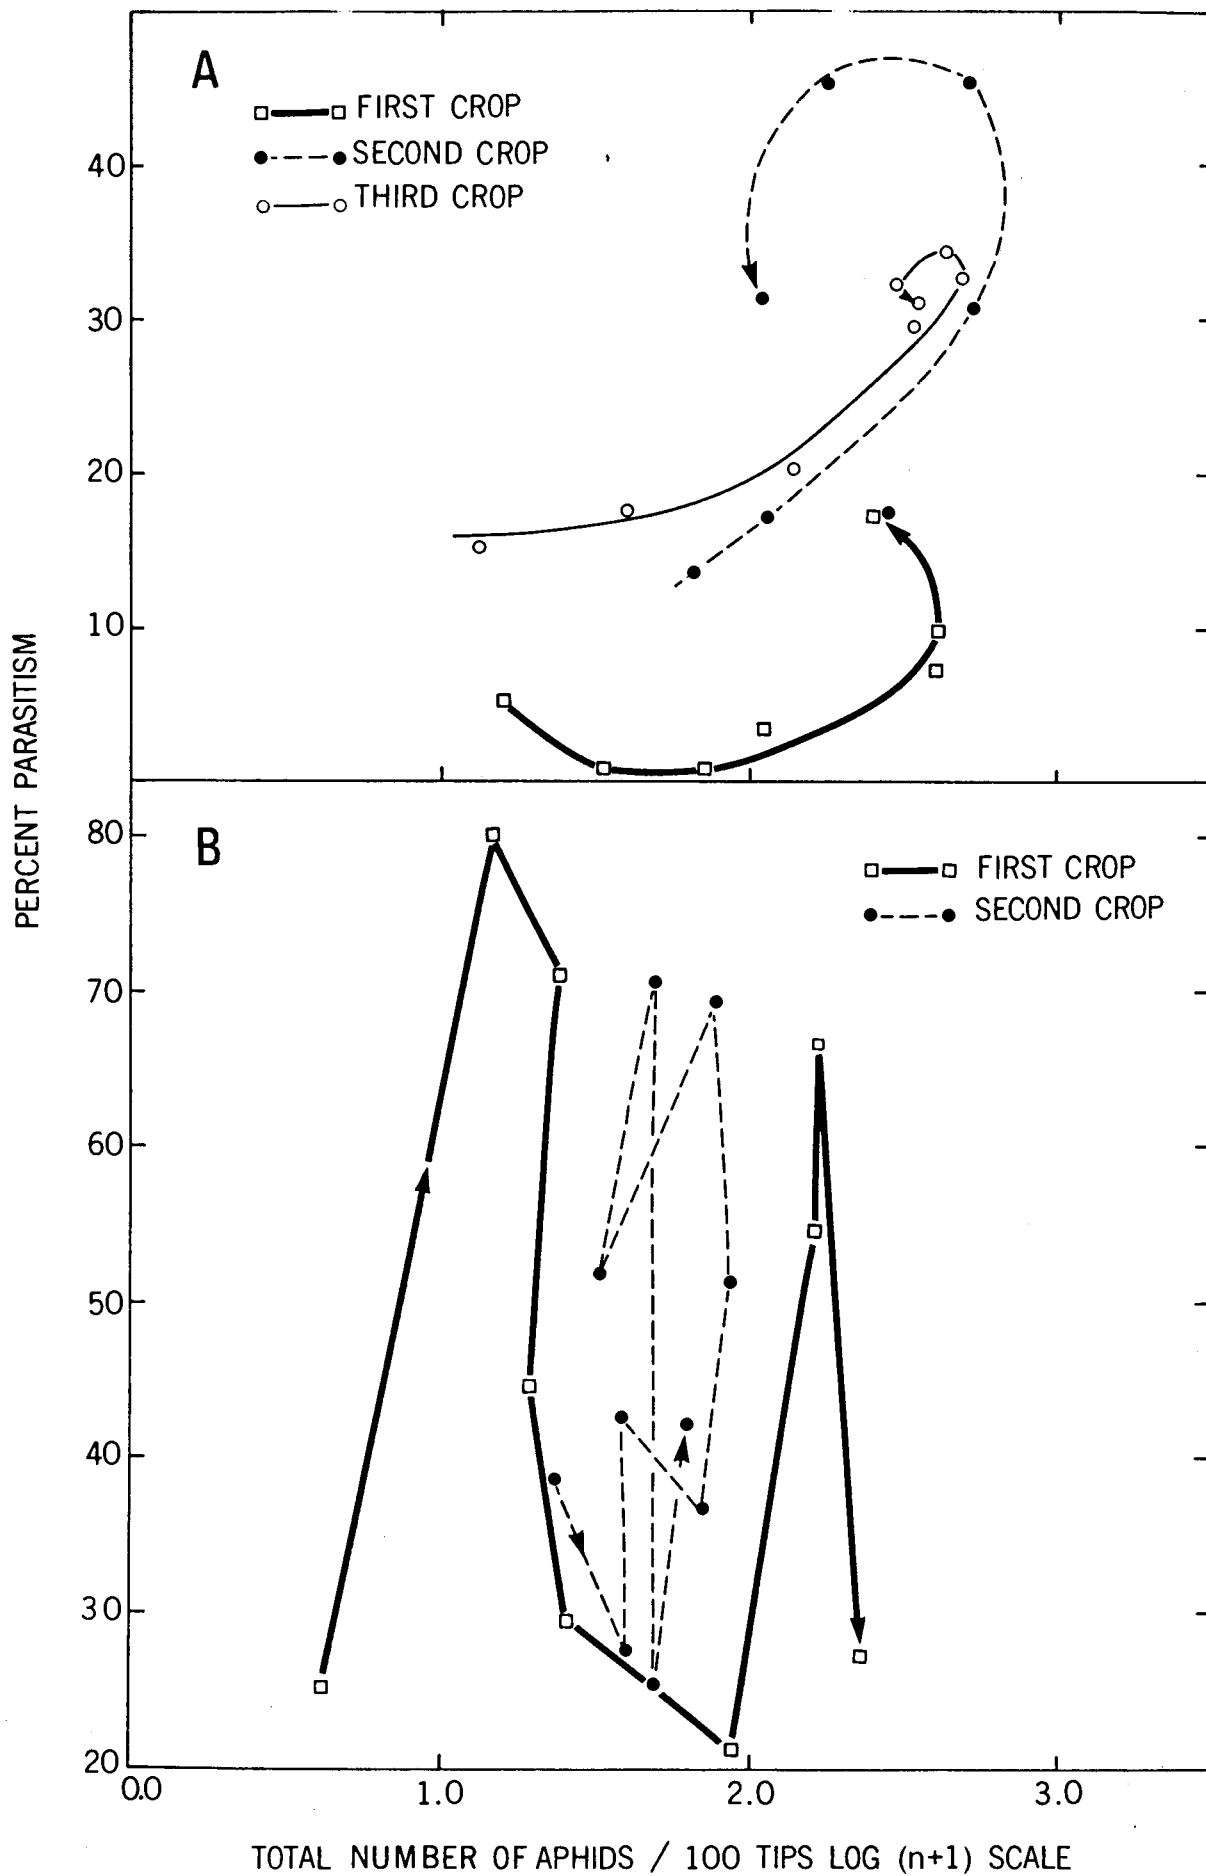 A
FIRST CROP
SECOND CROP
THIRD CROP
40
30
20
10
PERCENT PARASITISM
B
FIRST CROP
SECOND CROP
80
70
60
50
40
30
20
0.0 1.0 2.0 3.0
TOTAL NUMBER OF APHIDS / 100 TIPS LOG (n+1) SCALE